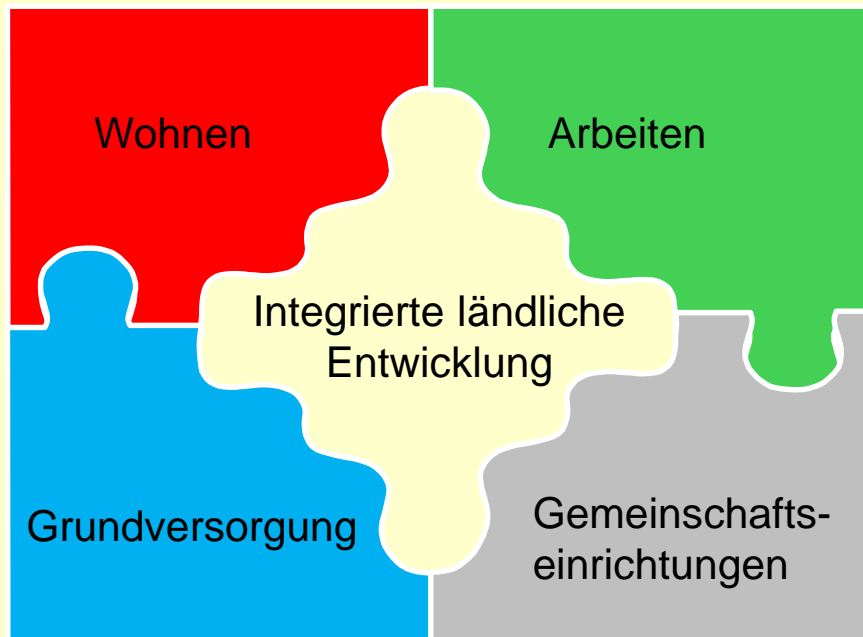 Wohnen
Arbeiten
Integrierte ländliche
Entwicklung
Grundversorgung
Gemeinschafts-
einrichtungen